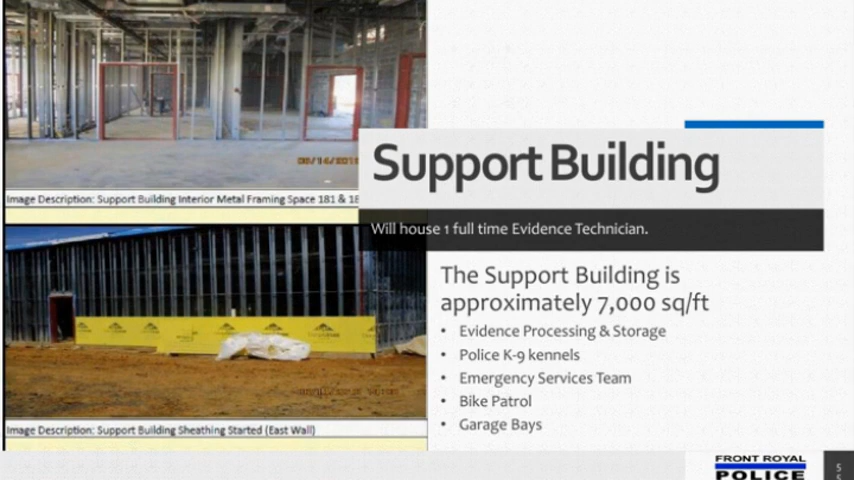 Support Building
Will house 1 full time Evidence Technician.
The Support Building is
approximately 7,000 sq/ft
• Evidence Processing & Storage
• Police K-9 kennels
• Emergency Services Team
• Bike Patrol
• Garage Bays
Image Description: Support Building Interior Metal Framing Space 181 &
Image Description: Support Building Sheathing Started (East Wall)
FRONT ROYAL
POLICE